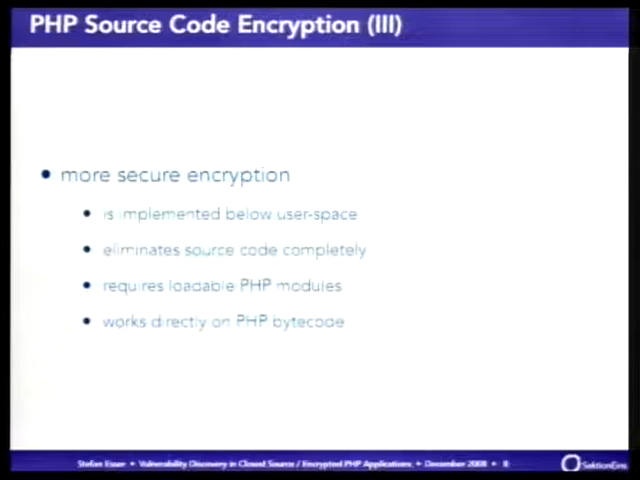 PHP Source Code Encryption (III)
• more secure encryption
• is implemented below user-space
• eliminates source code completely
• requires loadable PHP modules
• works directly on PHP bytecode
Stefan Esser • Vulnerability Discovery in Closed Source / Encrypted PHP Applications • December 2008 • 8
SektionEins